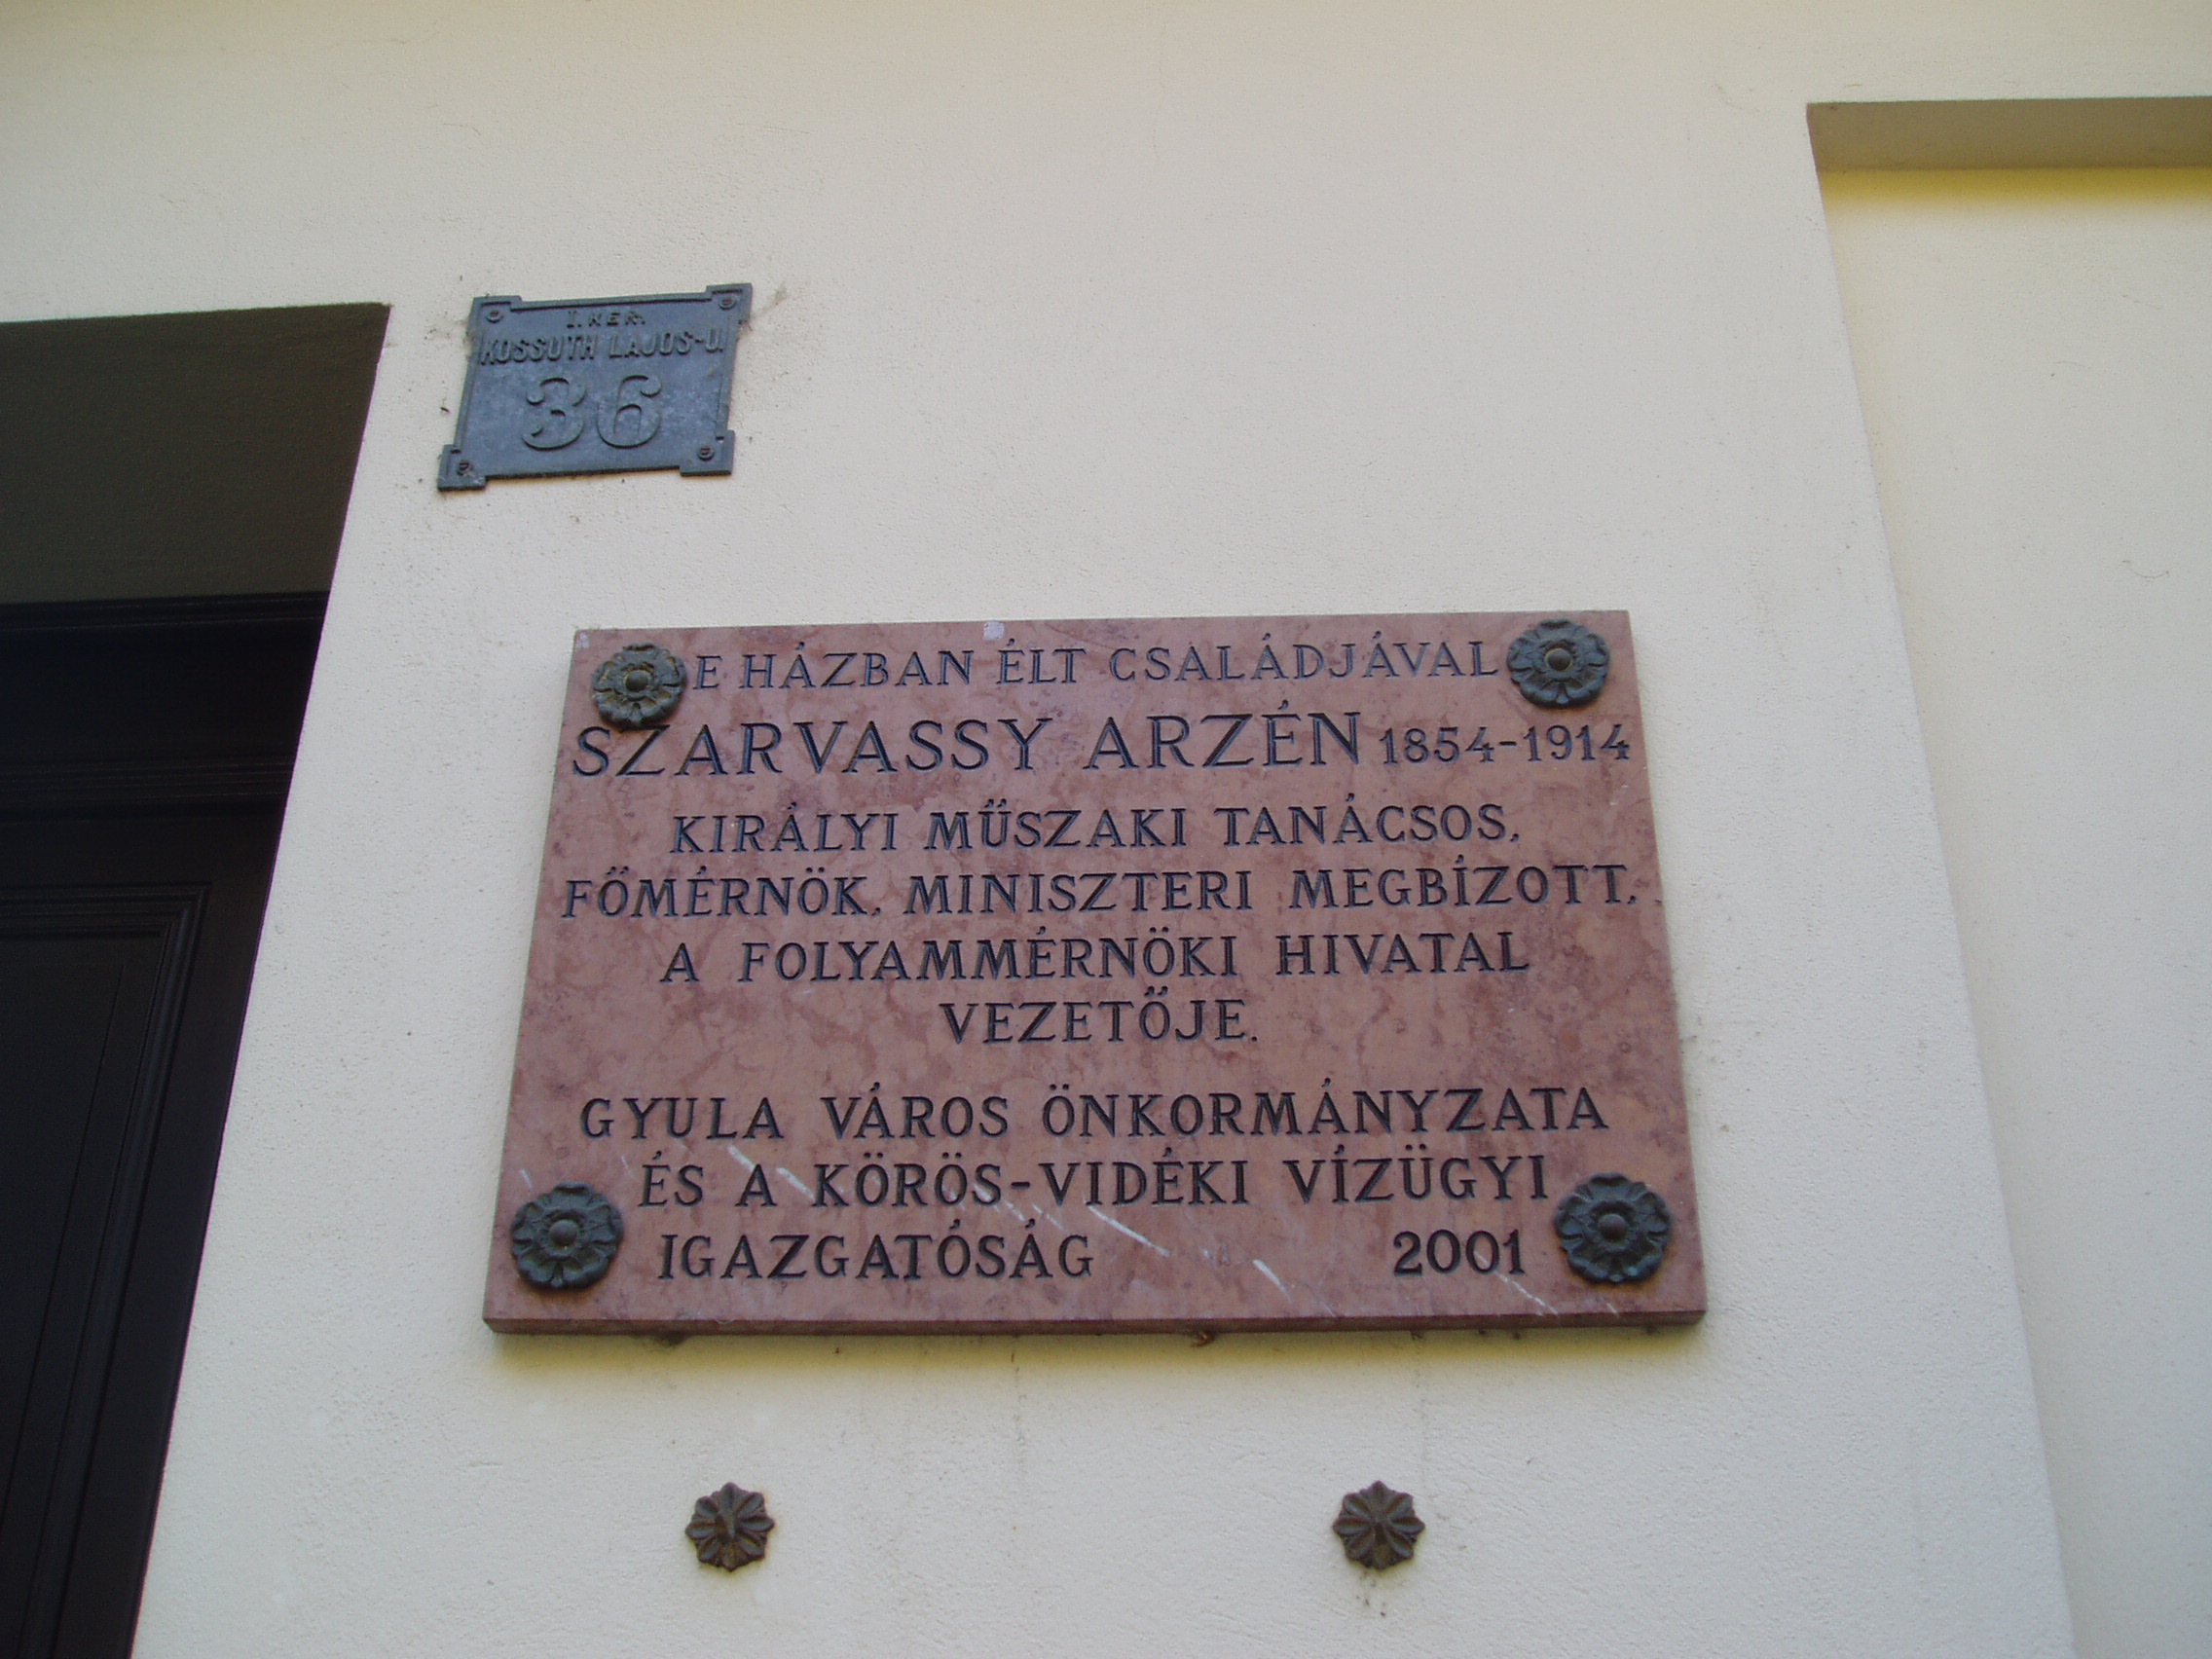 I. KER.
KOSSUTH LAJOS-U.
36
E HÁZBAN ÉLT CSALÁDJÁVAL
SZARVASSY ARZÉN 1854-1914
KIRÁLYI MŰSZAKI TANÁCSOS,
FŐMÉRNÖK, MINISZTERI MEGBÍZOTT,
A FOLYAMMÉRNÖKI HIVATAL
VEZETŐJE.
GYULA VÁROS ÖNKORMÁNYZATA
ÉS A KÖRÖS-VIDÉKI VÍZÜGYI
IGAZGATÓSÁG 2001